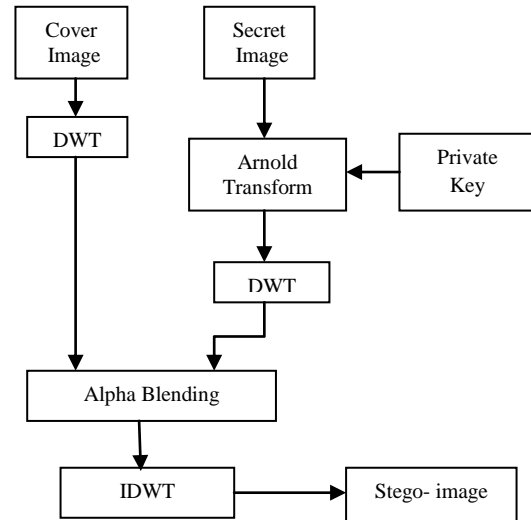 Cover
Image
Secret
Image
DWT
Arnold
Transform
Private
Key
DWT
Alpha Blending
IDWT
Stego- image